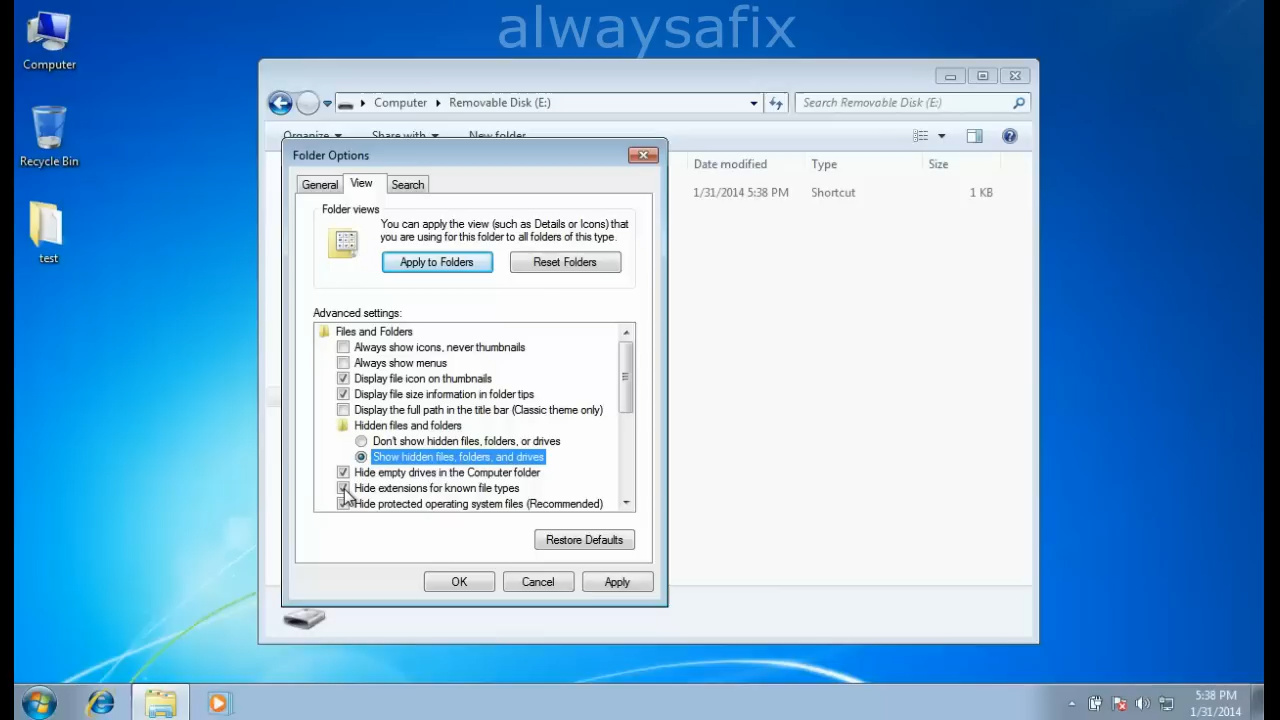 alwaysafix
Computer
Recycle Bin
test
Computer
Removable Disk (E:)
Search Removable Disk (E:)
Organize
Share with
New folder
Date modified
Type
Size
1/31/2014 5:38 PM
Shortcut
1 KB
Folder Options
General
View
Search
Folder views
You can apply the view (such as Details or Icons) that
you are using for this folder to all folders of this type.
Apply to Folders
Reset Folders
Advanced settings:
Files and Folders
Always show icons, never thumbnails
Always show menus
Display file icon on thumbnails
Display file size information in folder tips
Display the full path in the title bar (Classic theme only)
Hidden files and folders
Don't show hidden files, folders, or drives
Show hidden files, folders, and drives
Hide empty drives in the Computer folder
Hide extensions for known file types
Hide protected operating system files (Recommended)
Restore Defaults
OK
Cancel
Apply
5:38 PM
1/31/2014